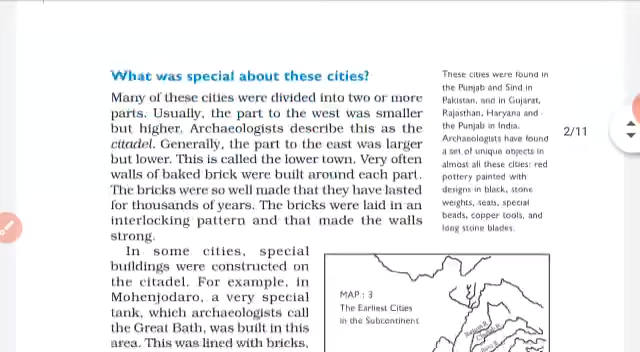 What was special about these cities?
Many of these cities were divided into two or more
parts. Usually, the part to the west was smaller
but higher. Archaeologists describe this as the
citadel. Generally, the part to the east was larger
but lower. This is called the lower town. Very often
walls of baked brick were built around each part.
The bricks were so well made that they have lasted
for thousands of years. The bricks were laid in an
interlocking pattern and that made the walls
strong.
In some cities, special
buildings were constructed on
the citadel. For example, in
Mohenjodaro, a very special
tank, which archaeologists call
the Great Bath, was built in this
area. This was lined with bricks,
These cities were found in
the Punjab and Sind in
Pakistan, and in Gujarat,
Rajasthan, Haryana and
the Punjab in India.
Archaeologists have found
a set of unique objects in
almost all these cities: red
pottery painted with
designs in black, stone
weights, seals, special
beads, copper tools, and
long stone blades.
2/11
MAP : 3
The Earliest Cities
in the Subcontinent